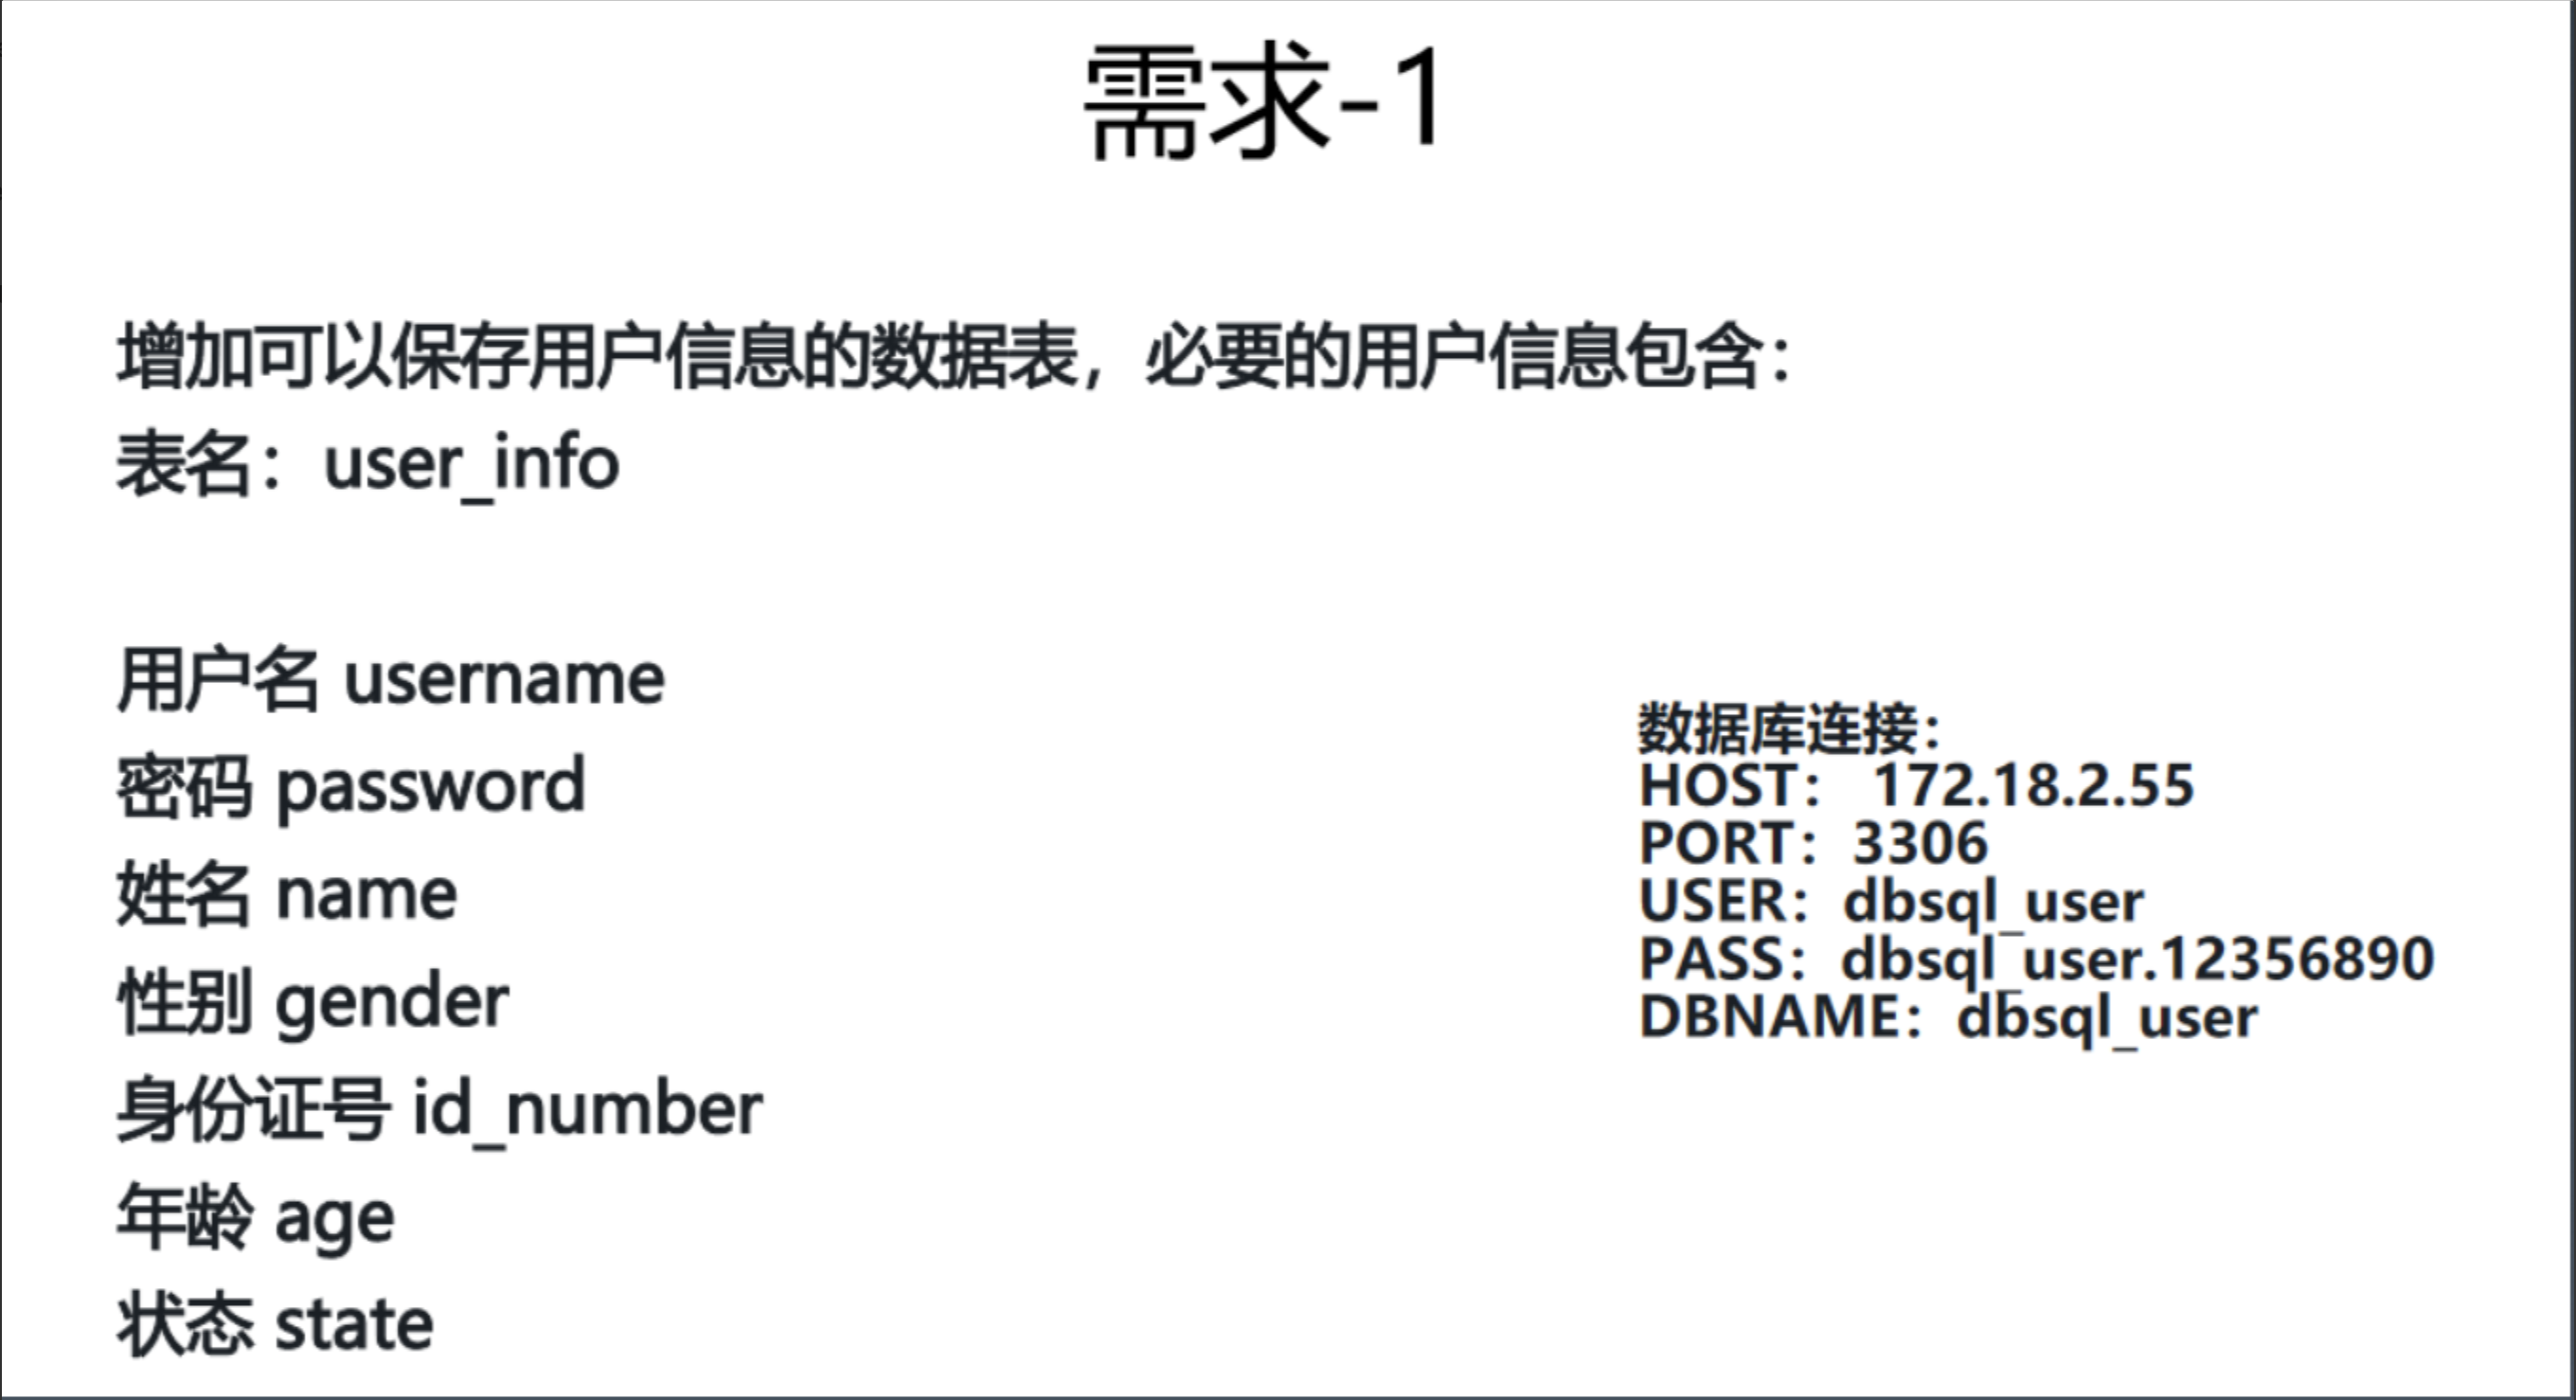 需求-1
增加可以保存用户信息的数据表，必要的用户信息包含：
表名：user_info
用户名 username
密码 password
姓名 name
性别 gender
身份证号 id_number
年龄 age
状态 state
数据库连接：
HOST： 172.18.2.55
PORT：3306
USER：dbsql_user
PASS：dbsql_user.12356890
DBNAME：dbsql_user